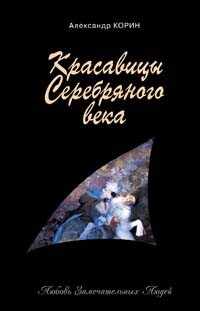 Александр КОРИН
Красавицы
Серебряного
века
Любовь Замечательных Людей